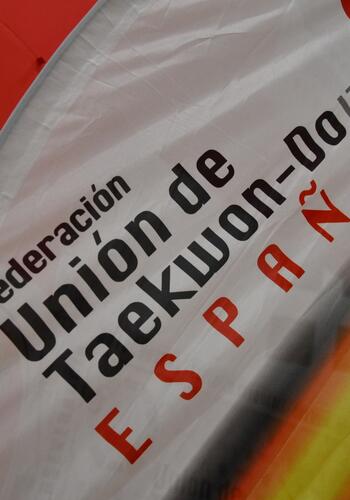 ederación
Unión de
Taekwon-Do
ESPAÑ